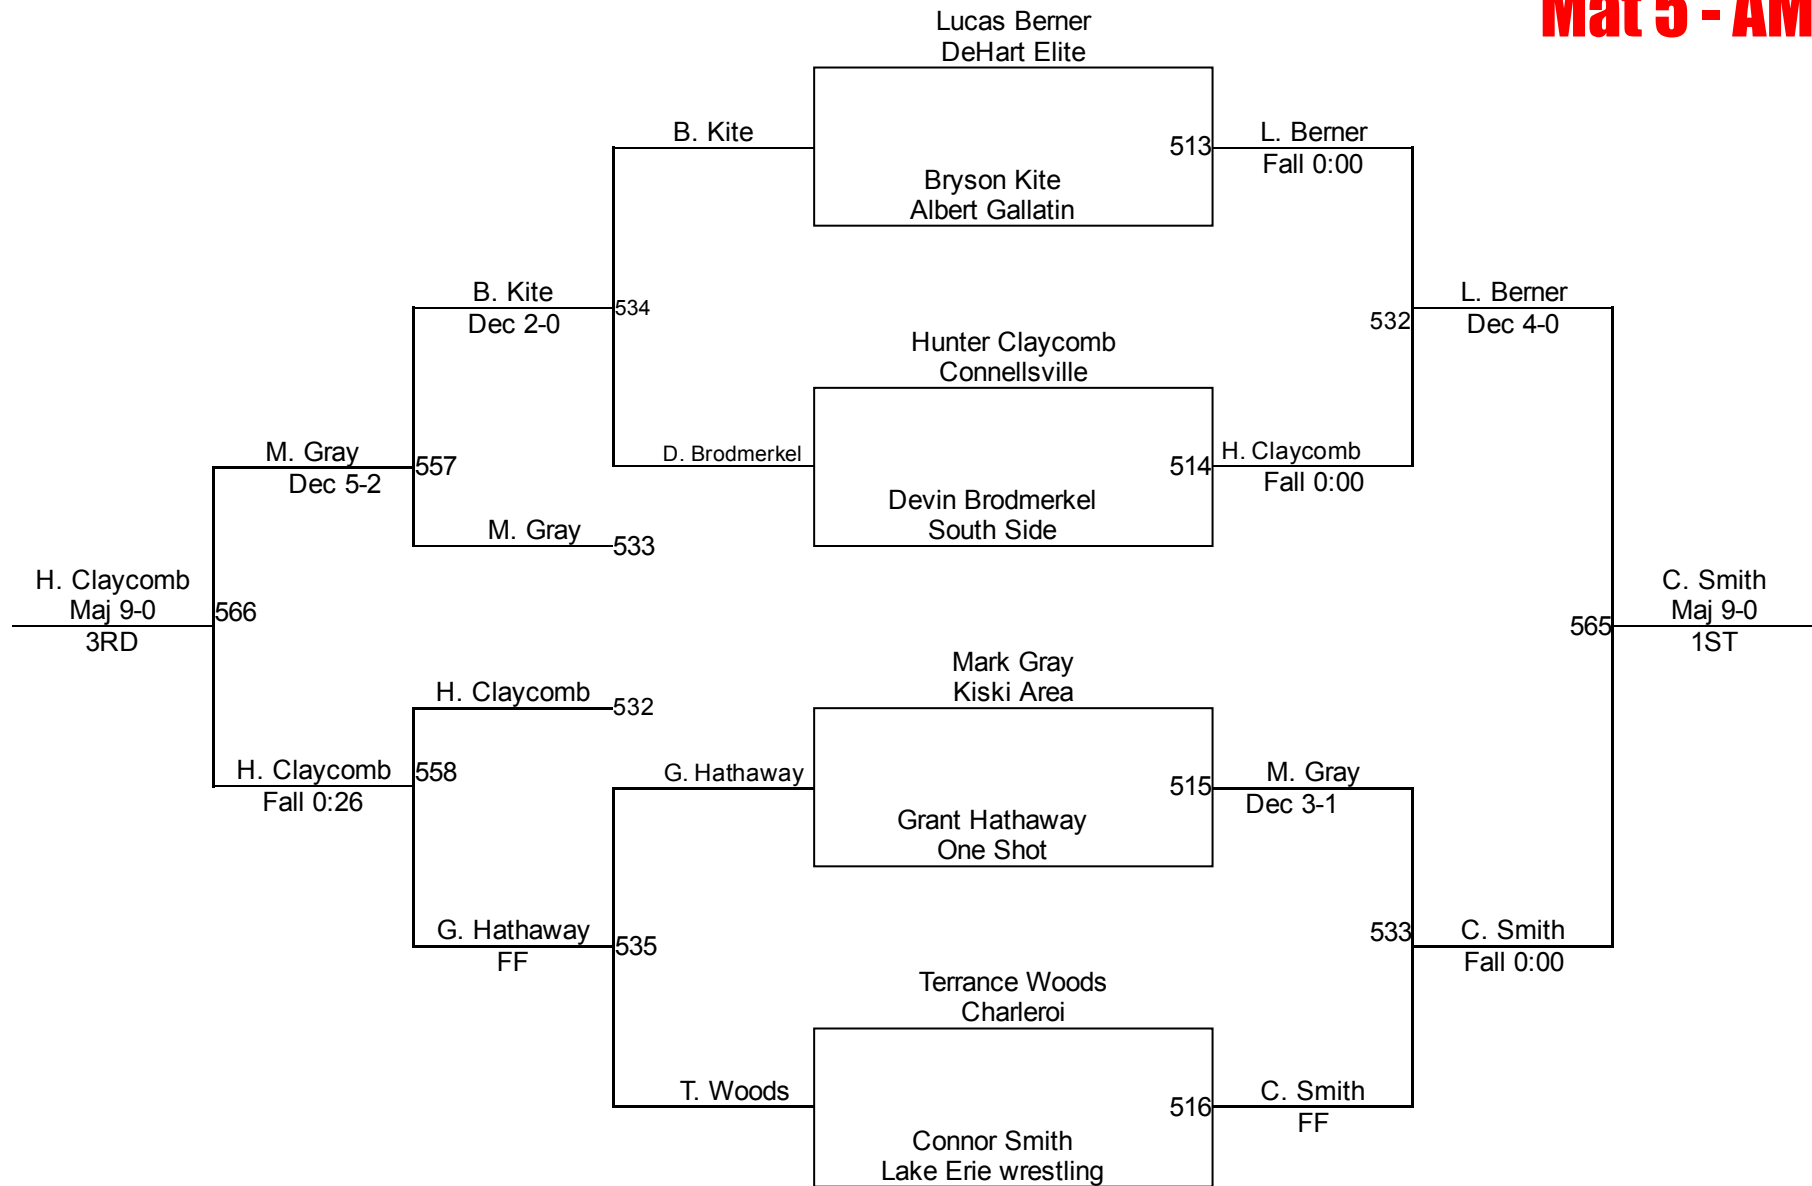 Mat 5 - AM
Lucas Berner
DeHart Elite
B. Kite
513
L. Berner
Fall 0:00
Bryson Kite
Albert Gallatin
B. Kite
Dec 2-0
534
532
L. Berner
Dec 4-0
Hunter Claycomb
Connellsville
M. Gray
Dec 5-2
557
D. Brodmerkel
514
H. Claycomb
Fall 0:00
Devin Brodmerkel
South Side
M. Gray
533
H. Claycomb
Maj 9-0
3RD
566
565
C. Smith
Maj 9-0
1ST
Mark Gray
Kiski Area
H. Claycomb
532
H. Claycomb
Fall 0:26
558
G. Hathaway
515
M. Gray
Dec 3-1
Grant Hathaway
One Shot
G. Hathaway
FF
535
533
C. Smith
Fall 0:00
Terrance Woods
Charleroi
T. Woods
516
C. Smith
FF
Connor Smith
Lake Erie wrestling